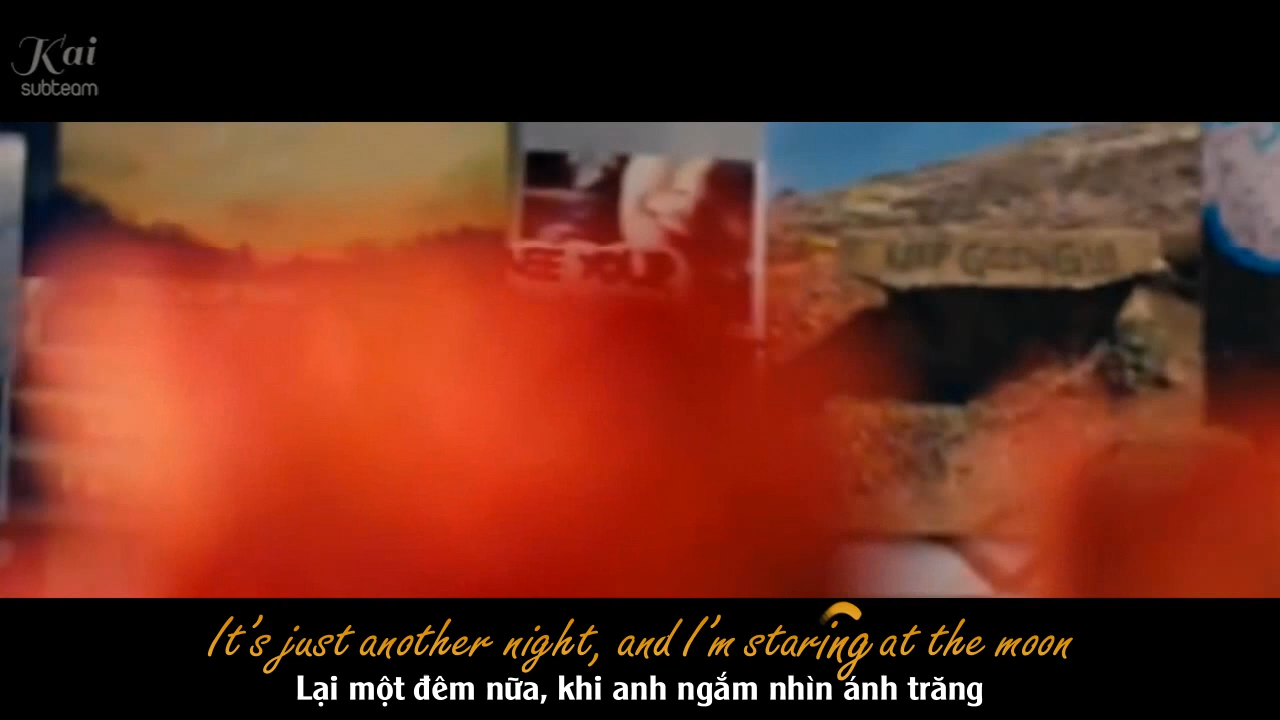 Kai
subteam
It's just another night, and I'm staring at the moon
Lại một đêm nữa, khi anh ngắm nhìn ánh trăng